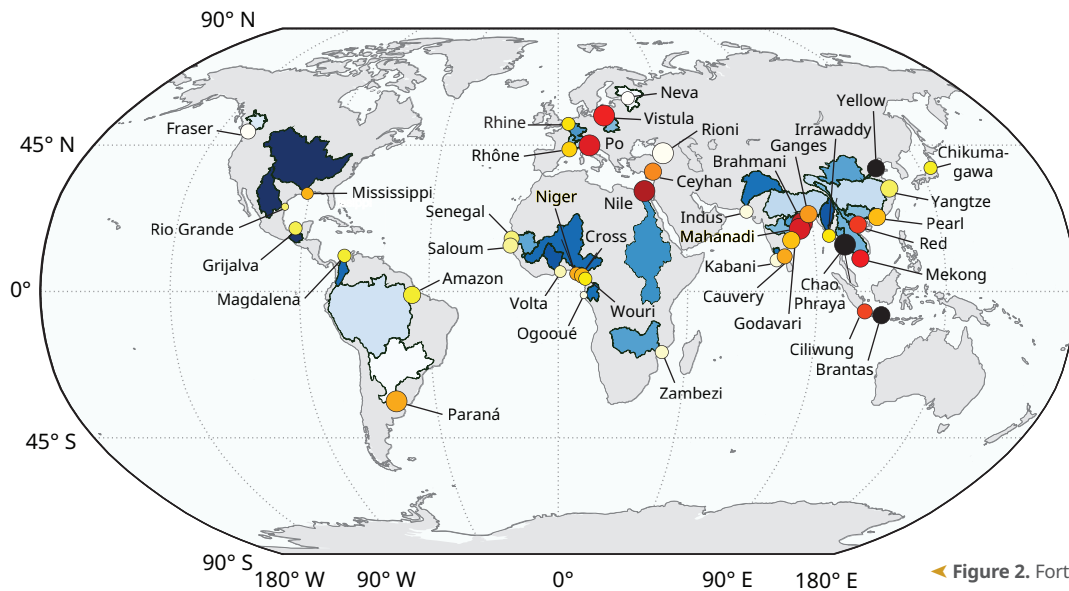 90° N
Neva
Yellow
Fraser
Rhine
Vistula
Rioni
Irrawaddy
45° N
Po
Ganges
Chikuma-
gawa
Rhône
Brahmani
Mississippi
Niger
Ceyhan
Yangtze
Senegal
Nile
Indus
Pearl
Rio Grande
Saloum
Cross
Mahanadi
Red
Grijalva
Kabani
Chao
Phraya
Mekong
0°
Magdalena
Amazon
Volta
Wouri
Cauvery
Ogooué
Godavari
Ciliwung
Brantas
Zambezi
Paraná
45° S
90° S
180° W
90° W
0°
90° E
180° E
Figure 2. Fort